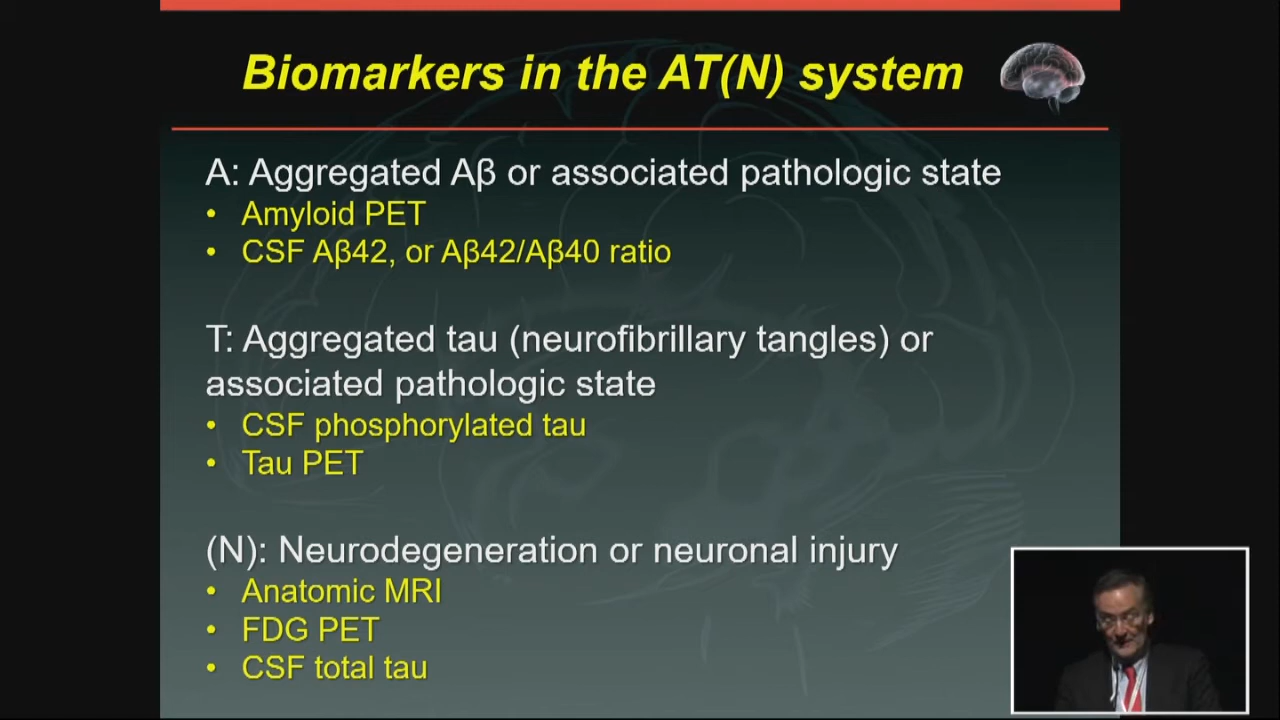 Biomarkers in the AT(N) system
A: Aggregated Aβ or associated pathologic state
• Amyloid PET
• CSF Aβ42, or Aβ42/Aβ40 ratio
T: Aggregated tau (neurofibrillary tangles) or
associated pathologic state
• CSF phosphorylated tau
• Tau PET
(N): Neurodegeneration or neuronal injury
• Anatomic MRI
• FDG PET
• CSF total tau